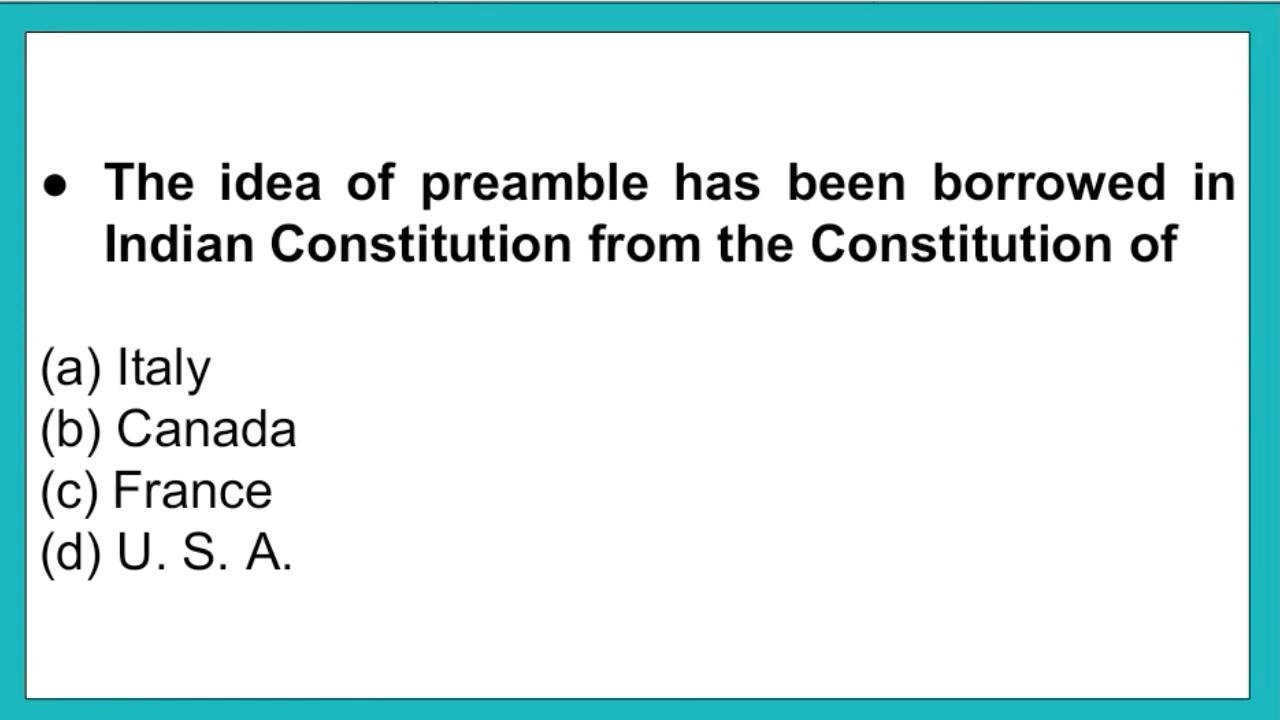 ● The idea of preamble has been borrowed in
Indian Constitution from the Constitution of
(a) Italy
(b) Canada
(c) France
(d) U. S. A.